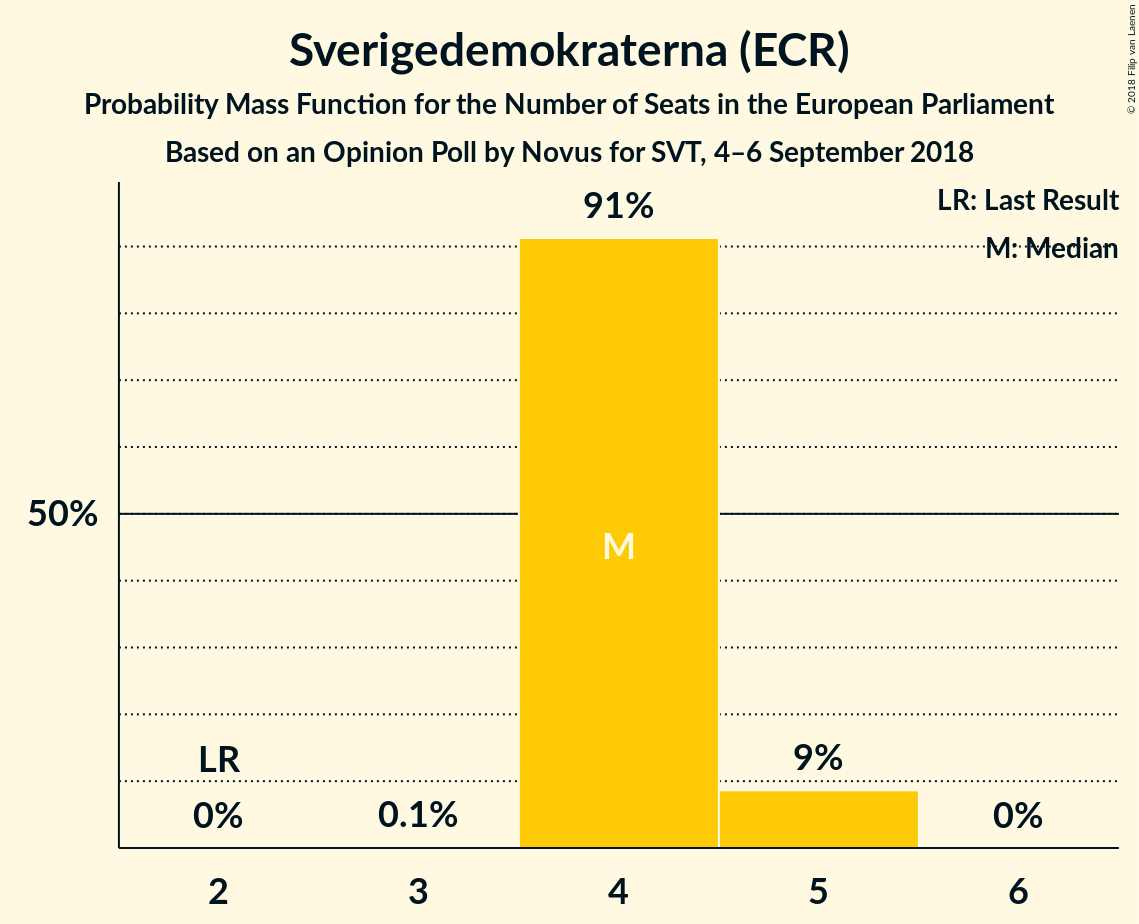 Sverigedemokraterna (ECR)
Probability Mass Function for the Number of Seats in the European Parliament
Based on an Opinion Poll by Novus for SVT, 4–6 September 2018
© 2018 Filip van Laenen
LR: Last Result
M: Median
91%
50%
M
LR
9%
0%
0.1%
0%
2
3
4
5
6